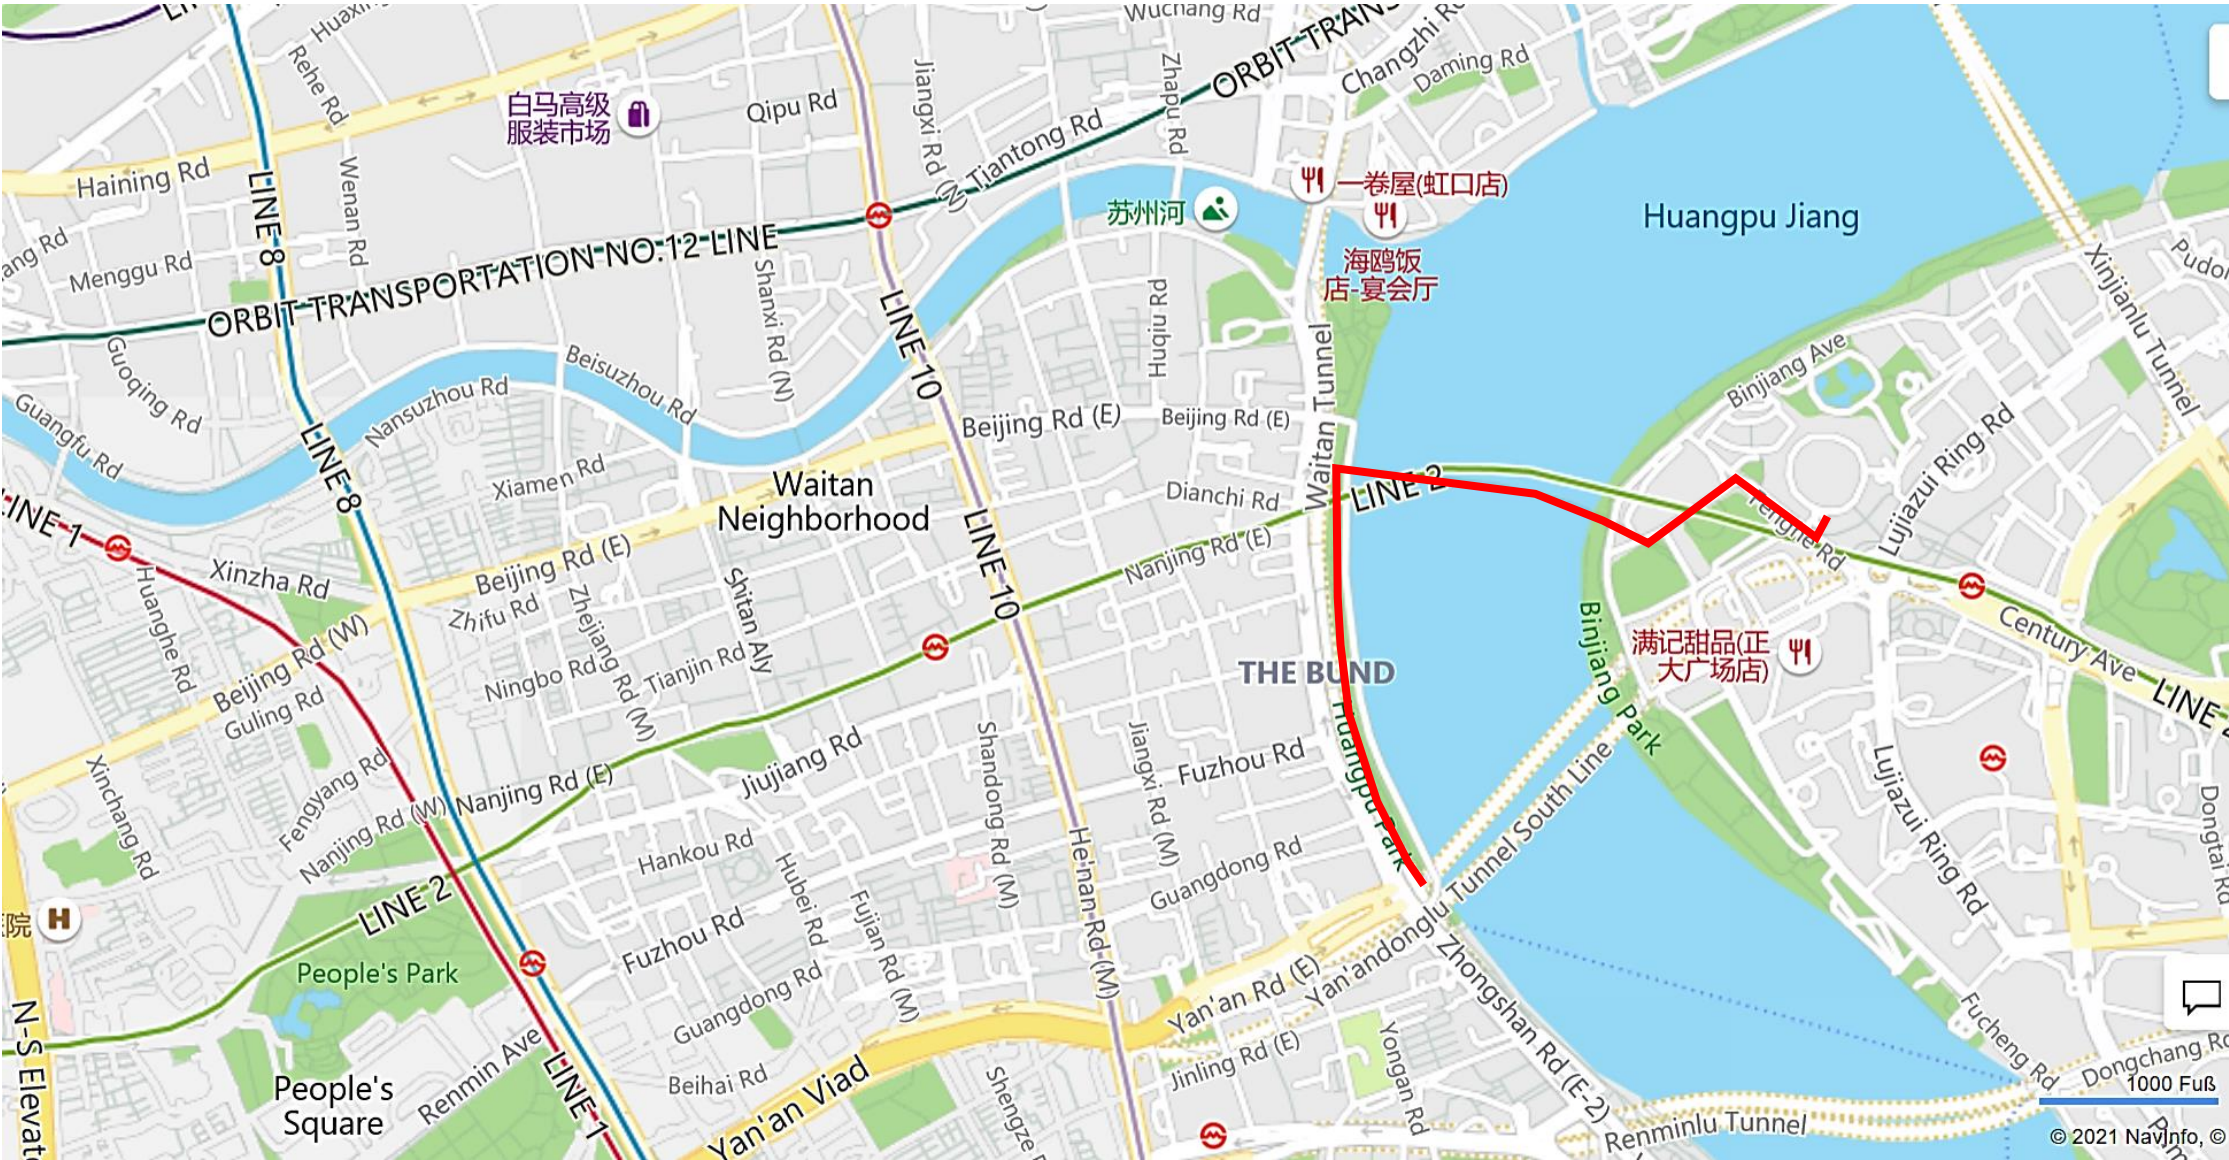 Wuchang Rd
ORBIT TRANS
Changzhi Rd
Daming Rd
Rehe Rd
Jiangxi Rd (N)
Zhapu Rd
白马高级
服装市场
Qipu Rd
Tiantong Rd
Haining Rd
LINE 8
Wenan Rd
一卷屋(虹口店)
苏州河
Huangpu Jiang
海鸥饭
店-宴会厅
ang Rd
Menggu Rd
ORBIT TRANSPORTATION NO.12 LINE
Shanxi Rd (N)
LINE 10
Huqiu Rd
Waitan Tunnel
Xinjianlu Tunnel
Guoqing Rd
Beisuzhou Rd
Nansuzhou Rd
Binjiang Ave
Guangfu Rd
LINE 8
Beijing Rd (E)
Beijing Rd (E)
Lujiazui Ring Rd
Xiamen Rd
Waitan
Neighborhood
Dianchi Rd
LINE 2
Fenghe Rd
LINE 1
LINE 10
Nanjing Rd (E)
Xinzha Rd
Beijing Rd (E)
Huanghe Rd
Zhifu Rd
Zhejiang Rd (M)
Shitan Aly
Century Ave
Beijing Rd (W)
Guling Rd
Ningbo Rd
Tianjin Rd
THE BUND
Binjiang Park
满记甜品(正
大广场店)
LINE
Xinchang Rd
Fengyang Rd
Nanjing Rd (W)
Nanjing Rd (E)
Jiujiang Rd
Shandong Rd (M)
Jiangxi Rd (M)
Fuzhou Rd
Huangpu Park
Lujiazui Ring Rd
Dongtai Rd
Hankou Rd
Hubei Rd
He'nan Rd (M)
Guangdong Rd
Yan'andonglu Tunnel South Line
院
H
LINE 2
Fuzhou Rd
Fujian Rd (M)
People's Park
Guangdong Rd
Yan'an Rd (E)
Zhongshan Rd (E-2)
N-S Elevat
People's
Square
Renmin Ave
LINE 1
Beihai Rd
Yan'an Viad
Jinling Rd (E)
Yongan Rd
Fucheng Rd
Dongchang Rd
1000 Fuß
Renminlu Tunnel
© 2021 NavInfo, ©